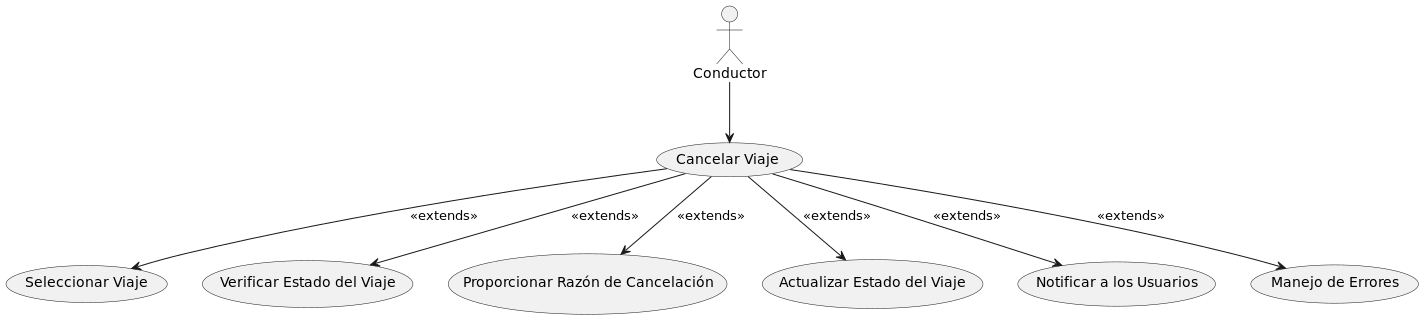 Conductor
Cancelar Viaje
«extends»
«extends»
«extends»
«extends»
«extends»
«extends»
Seleccionar Viaje
Verificar Estado del Viaje
Proporcionar Razón de Cancelación
Actualizar Estado del Viaje
Notificar a los Usuarios
Manejo de Errores